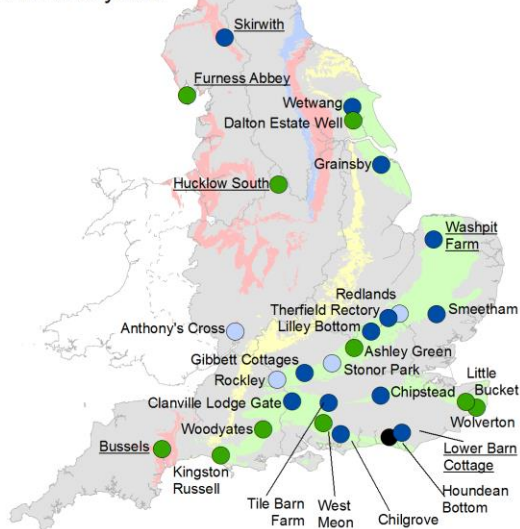 Skirwith
Furness Abbey
Wetwang
Dalton Estate Well
Grainsby
Hucklow South
Washpit
Farm
Redlands
Therfield Rectory
Smeetham
Anthony's Cross
Lilley Bottom
Ashley Green
Gibbett Cottages
Stonor Park
Little
Bucket
Rockley
Chipstead
Clanville Lodge Gate
Wolverton
Woodyates
Bussels
Lower Barn
Cottage
Kingston
Russell
Houndean
Bottom
Tile Barn
Farm
West
Meon
Chilgrove